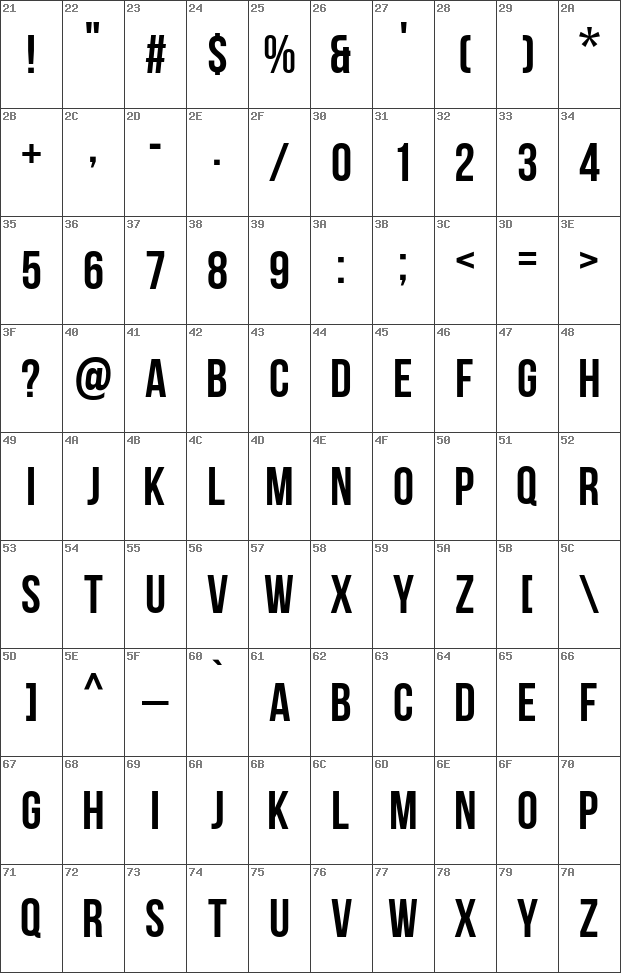 21 22 23 24 25 26 27 28 29 2A
! " # $ % & ' ( ) *
2B 2C 2D 2E 2F 30 31 32 33 34
+ , - . / 0 1 2 3 4
35 36 37 38 39 3A 3B 3C 3D 3E
5 6 7 8 9 : ; < = >
3F 40 41 42 43 44 45 46 47 48
? @ A B C D E F G H
49 4A 4B 4C 4D 4E 4F 50 51 52
I J K L M N O P Q R
53 54 55 56 57 58 59 5A 5B 5C
S T U V W X Y Z [ \
5D 5E 5F 60 61 62 63 64 65 66
] ^ _ ` A B C D E F
67 68 69 6A 6B 6C 6D 6E 6F 70
G H I J K L M N O P
71 72 73 74 75 76 77 78 79 7A
Q R S T U V W X Y Z